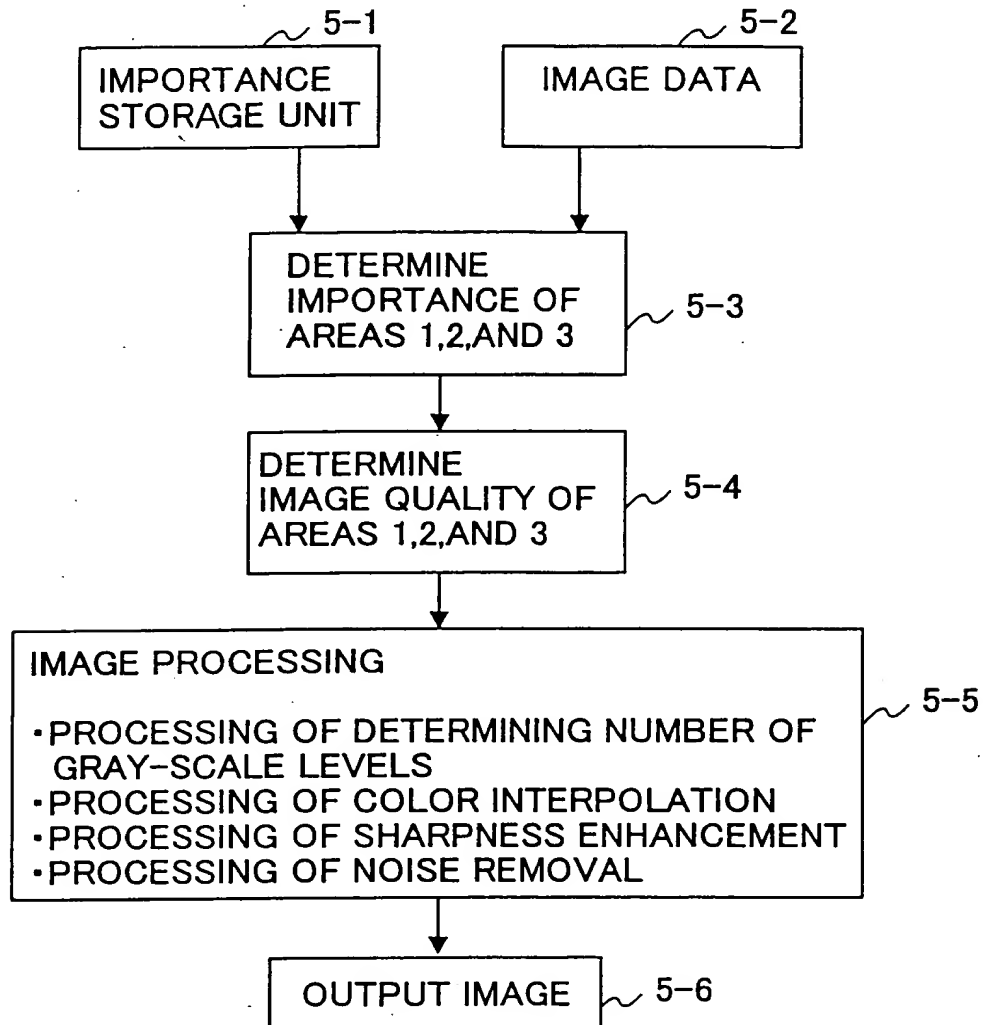 5-1
5-2
IMPORTANCE
STORAGE UNIT
IMAGE DATA
DETERMINE
IMPORTANCE OF
AREAS 1,2,AND 3
5-3
DETERMINE
IMAGE QUALITY OF
AREAS 1,2,AND 3
5-4
IMAGE PROCESSING
・PROCESSING OF DETERMINING NUMBER OF
GRAY-SCALE LEVELS
・PROCESSING OF COLOR INTERPOLATION
・PROCESSING OF SHARPNESS ENHANCEMENT
・PROCESSING OF NOISE REMOVAL
5-5
OUTPUT IMAGE
5-6